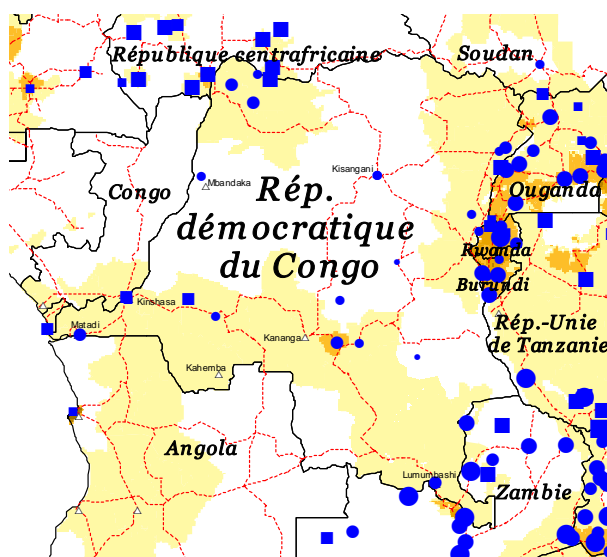 République centrafricaine
Soudan
Kisangani
Mbandaka
Congo
Rép.
démocratique
du Congo
Ouganda
Rwanda
Burundi
Kinshasa
Matadi
Kananga
Rép.-Unie
de Tanzanie
Kahemba
Angola
Lumumbashi
Zambie